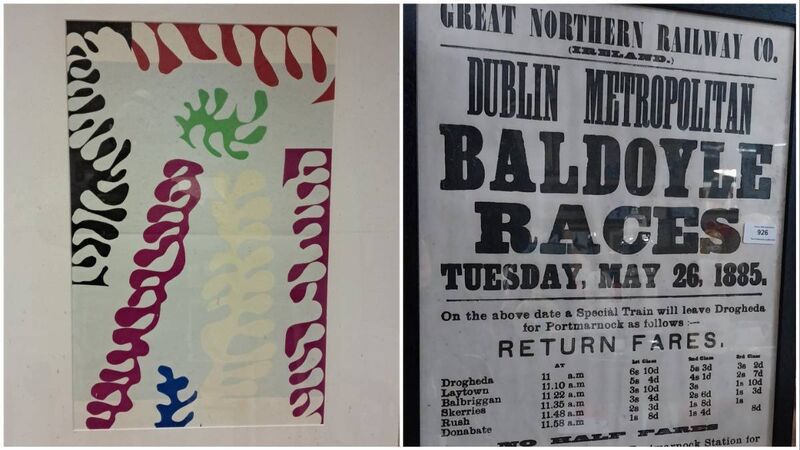 GREAT NORTHERN RAILWAY CO.
(IRELAND.)
DUBLIN METROPOLITAN
BALDOYLE
RACES
926
TUESDAY, MAY 26, 1885.
On the above date a Special Train will leave Drogheda
for Portmarnock as follows :—
RETURN FARES.
AT 1st Class 2nd Class 3rd Class
Drogheda 11 a.m 6s 10d 5s 3d 3s 2d
Laytown 11.10 a.m 5s 4d 4s 1d 2s 7d
Balbriggan 11.22 a.m 3s 10d 3s 1s 10d
Skerries 11.35 a.m 3s 4d 2s 6d 1s 3d
Rush 11.48 a.m 2s 3d 1s 8d 1s
Donabate 11.58 a.m 1s 8d 1s 4d 8d
NO HALF FARES
Station for